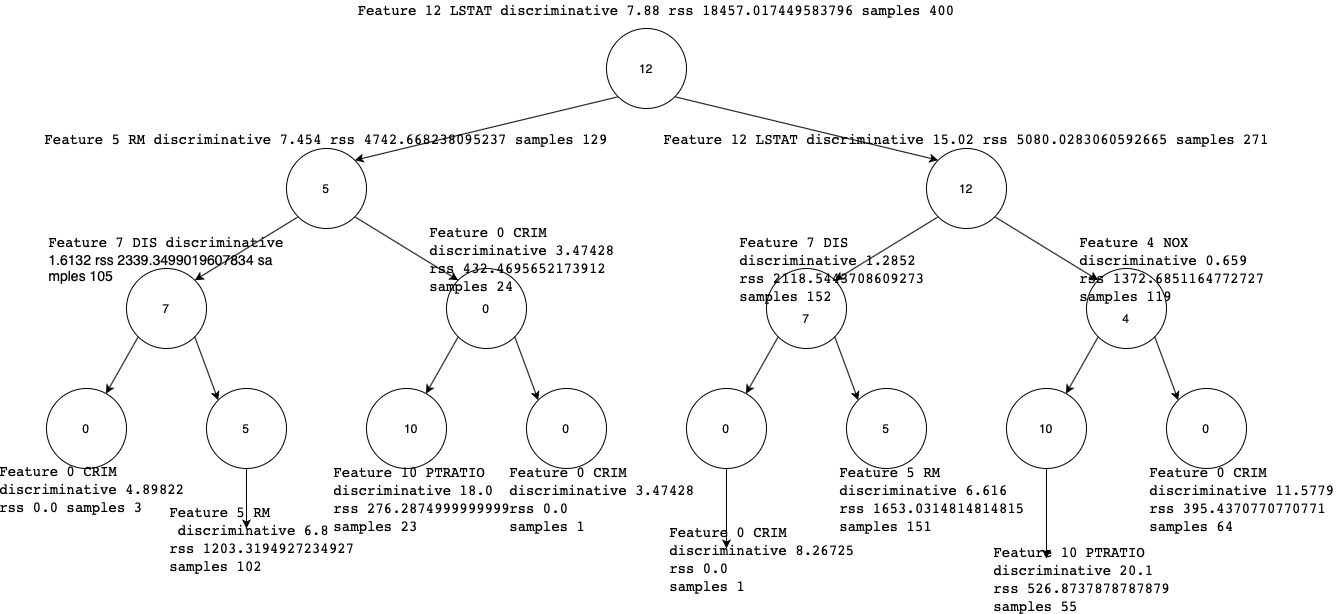 Feature 12 LSTAT discriminative 7.88 rss 18457.017449583796 samples 400
12
Feature 5 RM discriminative 7.454 rss 4742.668238095237 samples 129
Feature 12 LSTAT discriminative 15.02 rss 5080.0283060592665 samples 271
5
12
Feature 7 DIS discriminative
1.6132 rss 2339.3499019607834 sa
mples 105
7
Feature 0 CRIM
discriminative 3.47428
rss 432.4695652173912
samples 24
0
Feature 7 DIS
discriminative 1.2852
rss 2118.5443708609273
samples 152
7
Feature 4 NOX
discriminative 0.659
rss 1372.6851164772727
samples 119
4
0
5
10
0
0
5
10
0
Feature 0 CRIM
discriminative 4.89822
rss 0.0 samples 3
Feature 5 RM
discriminative 6.8
rss 1203.3194927234927
samples 102
Feature 10 PTRATIO
discriminative 18.0
rss 276.2874999999999
samples 23
Feature 0 CRIM
discriminative 3.47428
rss 0.0
samples 1
Feature 0 CRIM
discriminative 8.26725
rss 0.0
samples 1
Feature 5 RM
discriminative 6.616
rss 1653.0314814814815
samples 151
Feature 10 PTRATIO
discriminative 20.1
rss 526.8737878787879
samples 55
Feature 0 CRIM
discriminative 11.5779
rss 395.4370770770771
samples 64